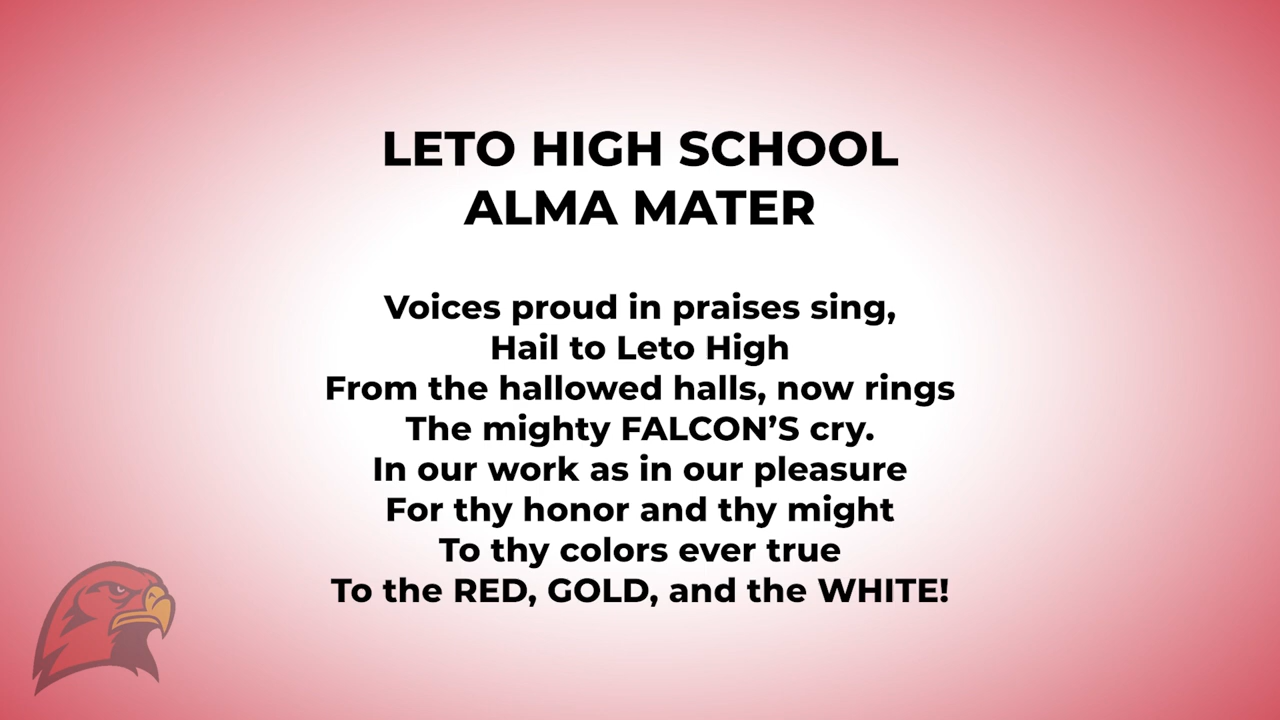 LETO HIGH SCHOOL
ALMA MATER
Voices proud in praises sing,
Hail to Leto High
From the hallowed halls, now rings
The mighty FALCON’S cry.
In our work as in our pleasure
For thy honor and thy might
To thy colors ever true
To the RED, GOLD, and the WHITE!